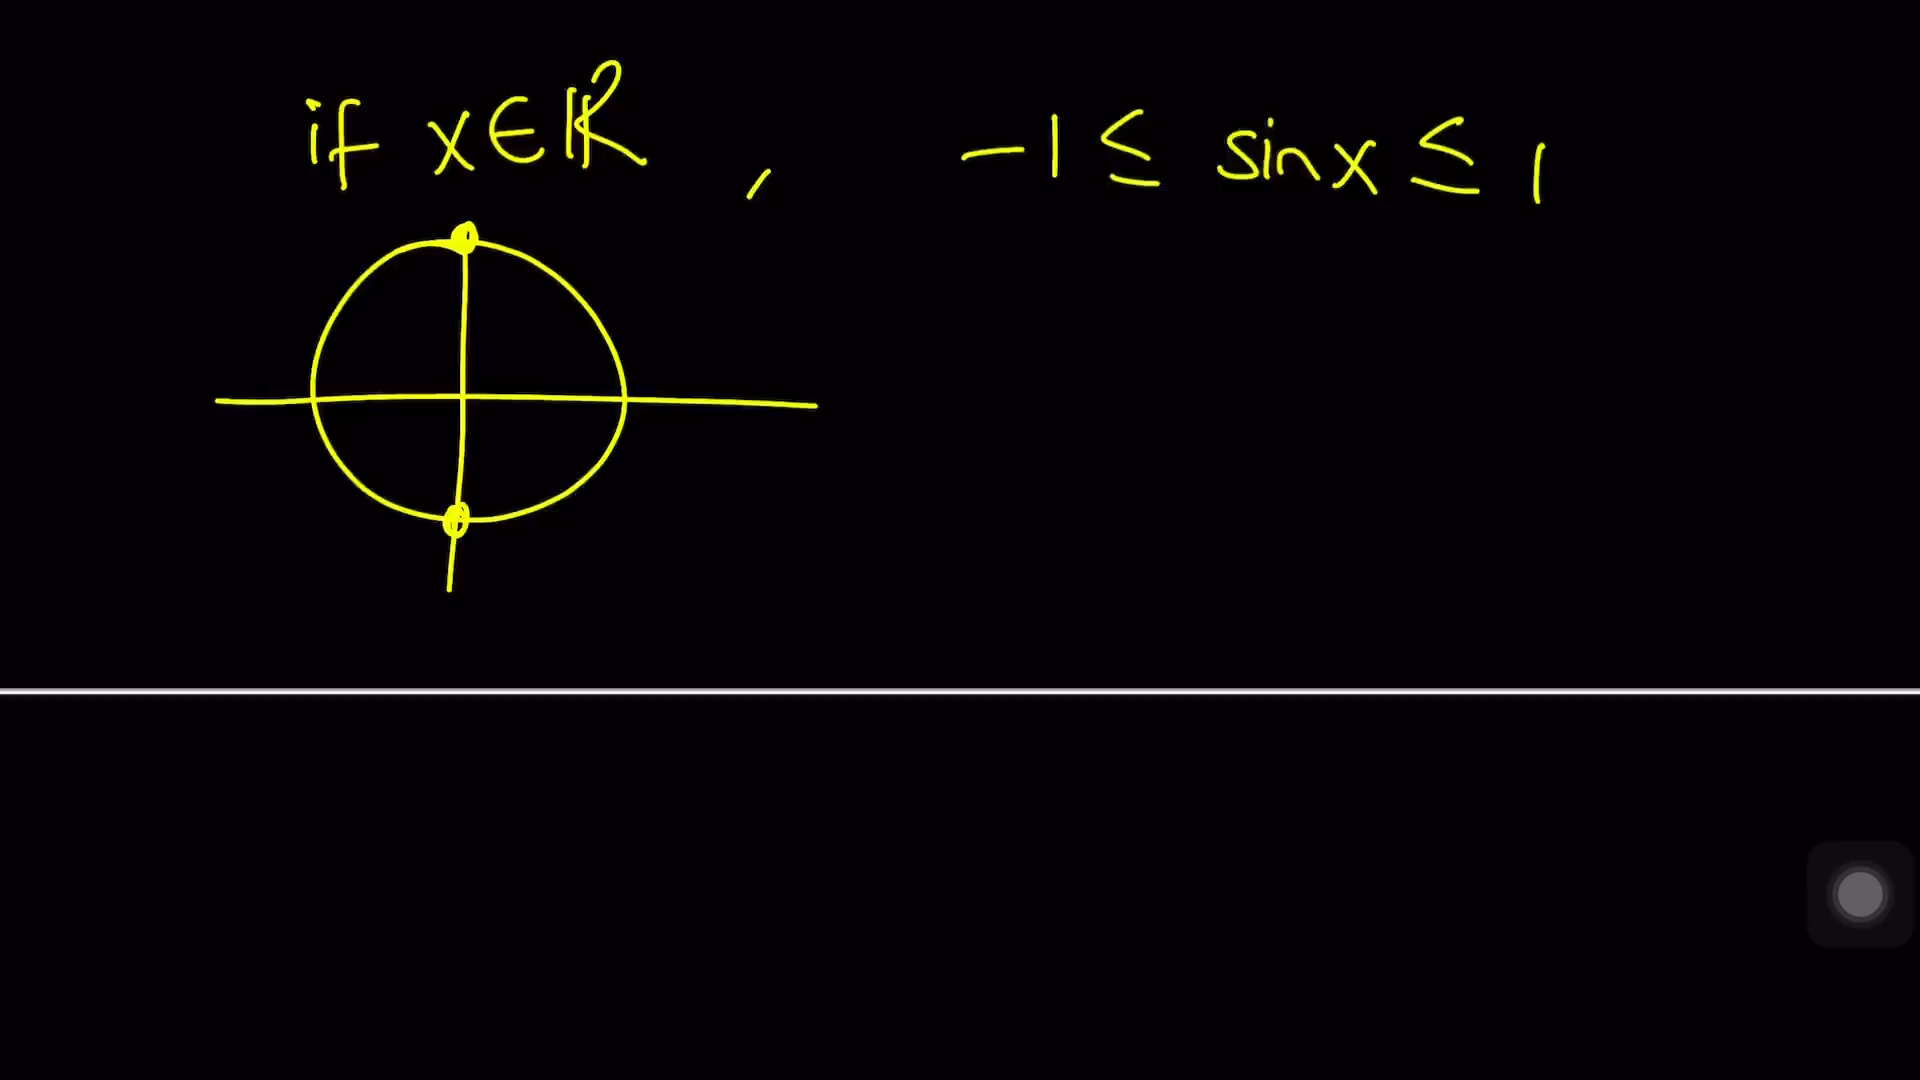 if x∈ℝ, -1 ≤ sinx ≤ 1